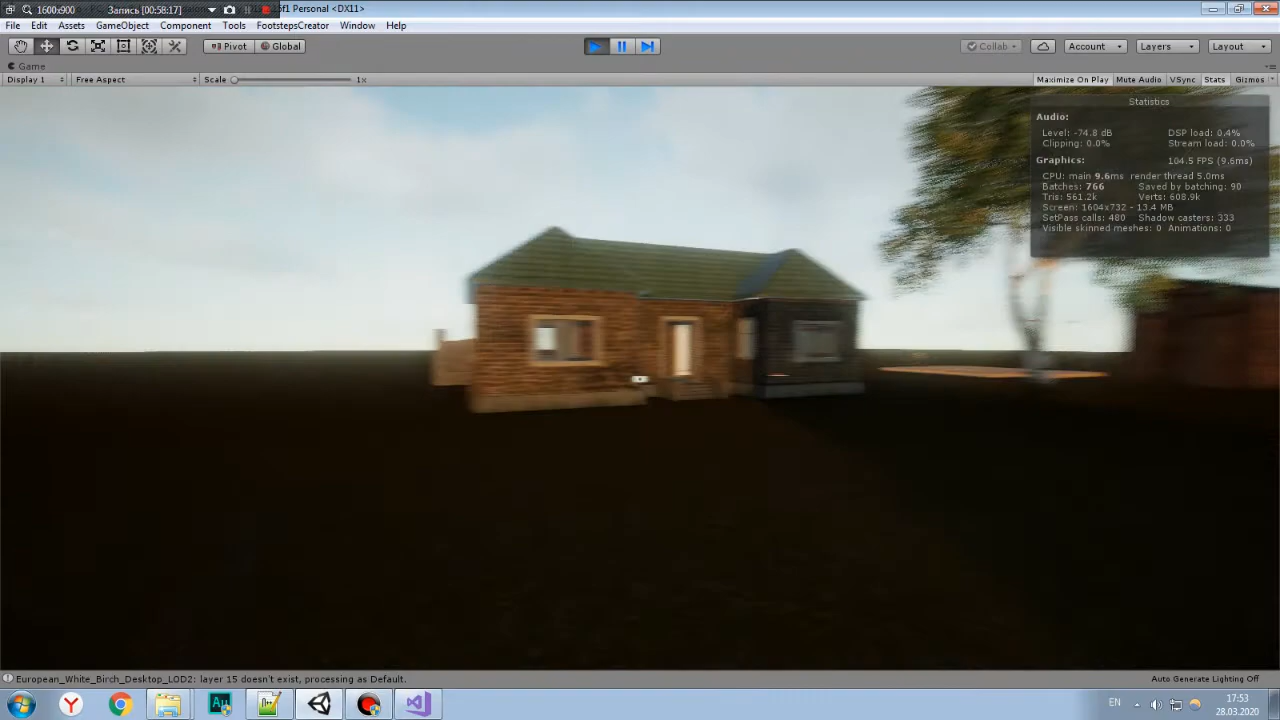 1600x900 Запись [00:58:17] 5f1 Personal <DX11>
File Edit Assets GameObject Component Tools FootstepsCreator Window Help
Pivot Global Collab Account Layers Layout
Game
Display 1 Free Aspect Scale 1x Maximize On Play Mute Audio VSync Stats Gizmos
Statistics
Audio:
Level: -74.8 dB DSP load: 0.4%
Clipping: 0.0% Stream load: 0.0%
Graphics: 104.5 FPS (9.6ms)
CPU: main 9.6ms render thread 5.0ms
Batches: 766 Saved by batching: 90
Tris: 561.2k Verts: 608.9k
Screen: 1604x732 - 13.4 MB
SetPass calls: 480 Shadow casters: 333
Visible skinned meshes: 0 Animations: 0
European_White_Birch_Desktop_LOD2: layer 15 doesn't exist, processing as Default.
Auto Generate Lighting Off
Y Au EN 17:53
28.03.2020